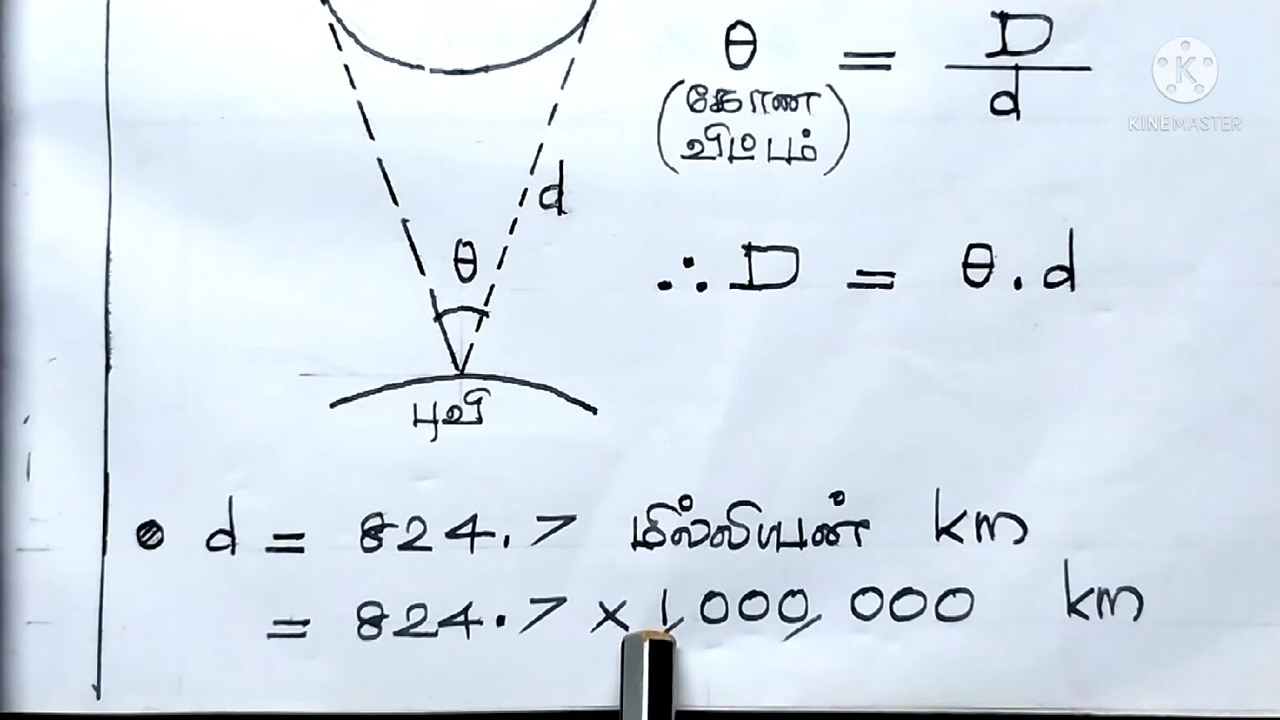 θ = D / d
(கோண விட்டம்)
d
θ
∴ D = θ . d
புவி
• d = 824.7 மில்லியன் km
= 824.7 × 1,000,000 km
K
KINEMASTER